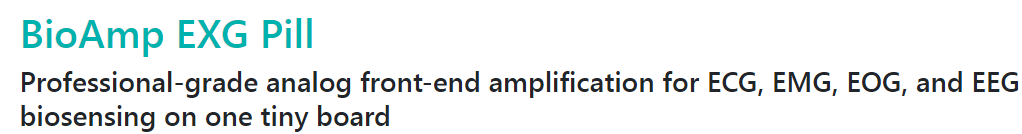 BioAmp EXG Pill
Professional-grade analog front-end amplification for ECG, EMG, EOG, and EEG
biosensing on one tiny board